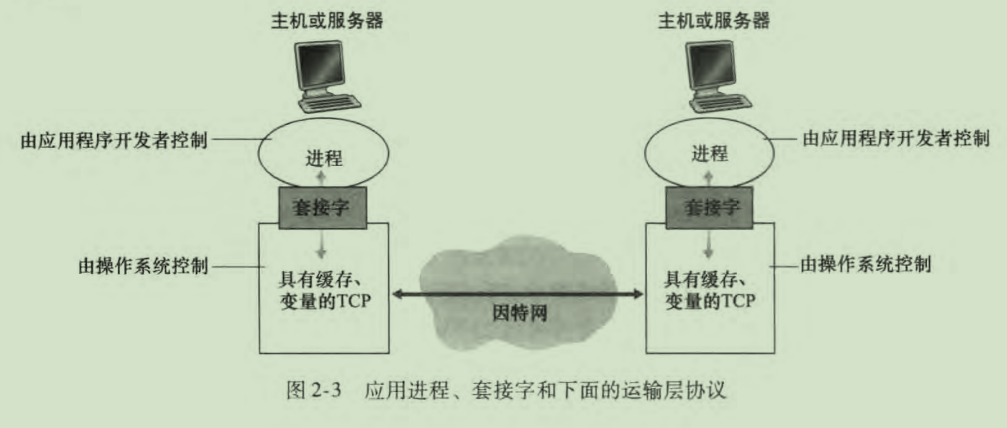 主机或服务器
主机或服务器
由应用程序开发者控制
进程
进程
由应用程序开发者控制
套接字
套接字
由操作系统控制
具有缓存、
变量的TCP
因特网
具有缓存、
变量的TCP
由操作系统控制
图 2-3 应用进程、套接字和下面的运输层协议